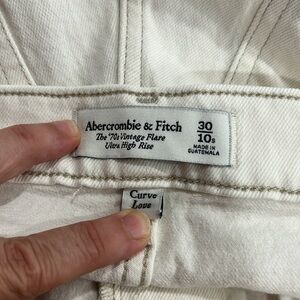 Abercrombie & Fitch
The '70s Vintage Flare
Ultra High Rise
30
10s
MADE IN
GUATEMALA
Curve
Love